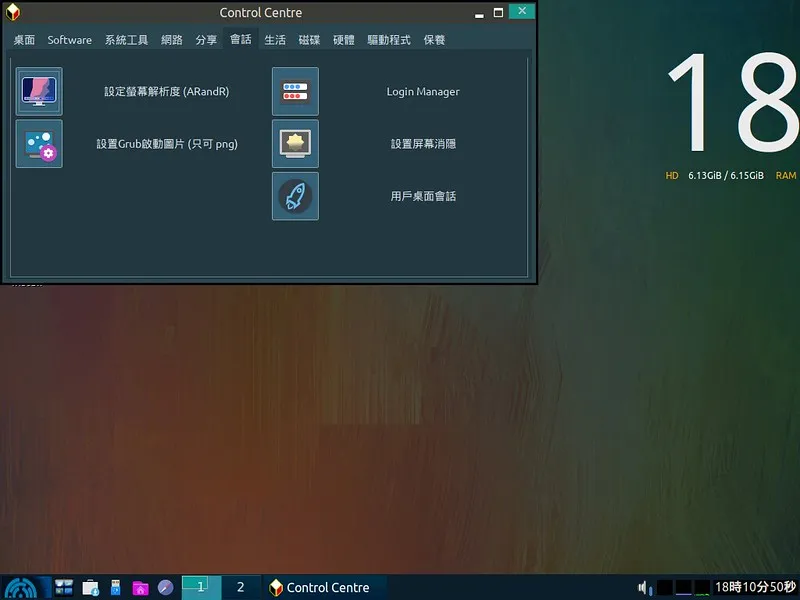 Control Centre
桌面 Software 系統工具 網路 分享 會話 生活 磁碟 硬體 驅動程式 保養
設定螢幕解析度 (ARandR) Login Manager
設置Grub啟動圖片 (只可 png) 設置屏幕消隱
用戶桌面會話
18
HD 6.13GiB / 6.15GiB RAM
1 2 Control Centre 18時10分50秒